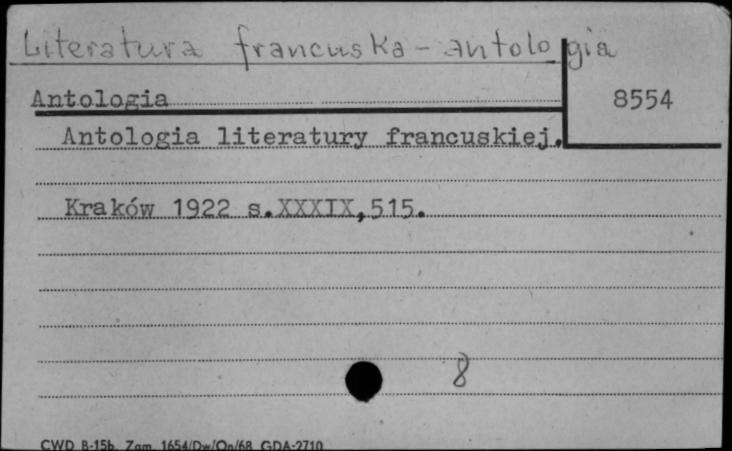 Literatura francuska - antologia
Antologia 8554
Antologia literatury francuskiej.
Kraków 1922 s.XXXIX,515.
8
CWD B-15b. Zam. 1654/Dw/On/68 GDA-2710